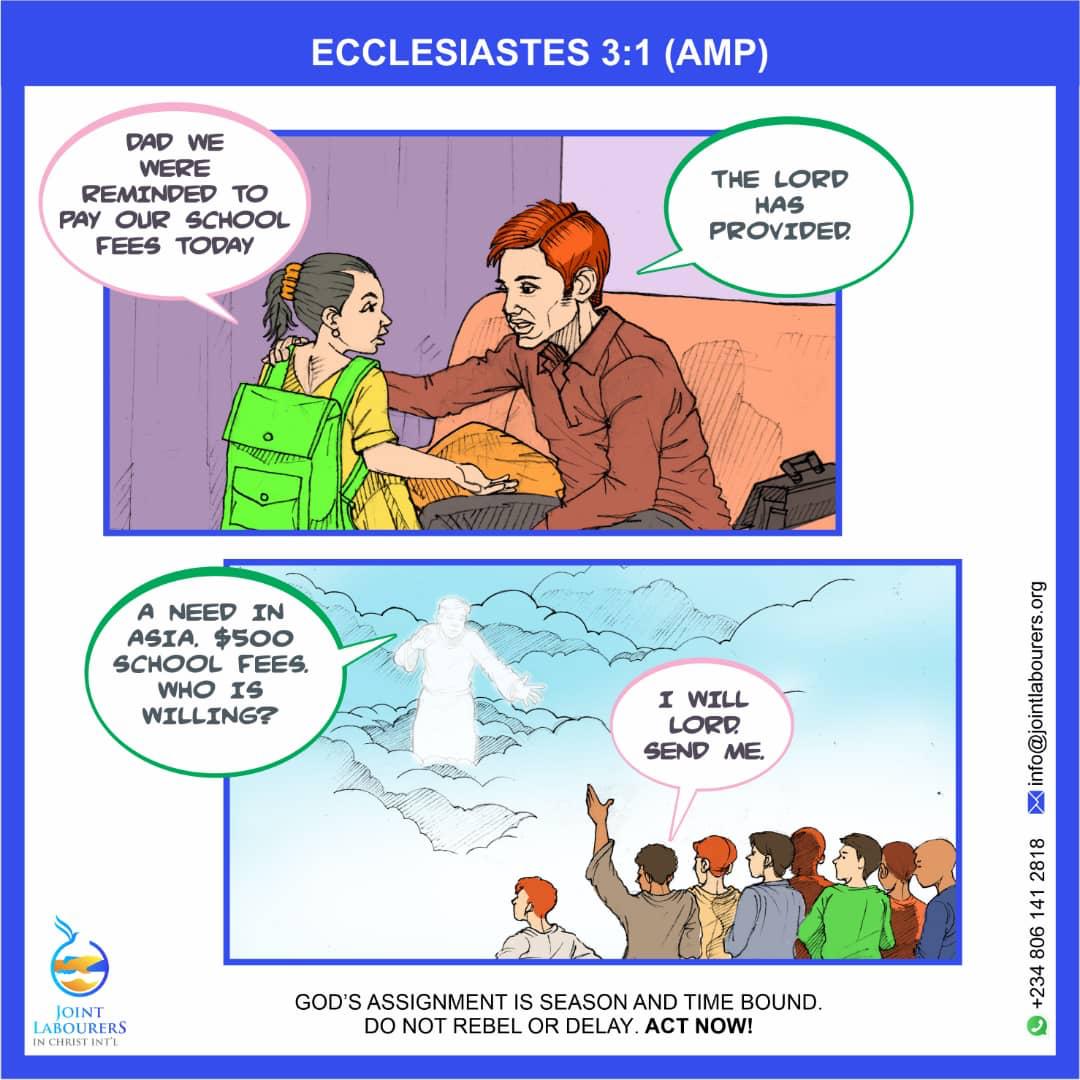 ECCLESIASTES 3:1 (AMP)
DAD WE
WERE
REMINDED TO
PAY OUR SCHOOL
FEES TODAY
THE LORD
HAS
PROVIDED.
A NEED IN
ASIA. $500
SCHOOL FEES.
WHO IS
WILLING?
I WILL
LORD.
SEND ME.
GOD'S ASSIGNMENT IS SEASON AND TIME BOUND.
DO NOT REBEL OR DELAY. ACT NOW!
JOINT
LABOURERS
IN CHRIST INT'L
+234 806 141 2818 info@jointlabourers.org